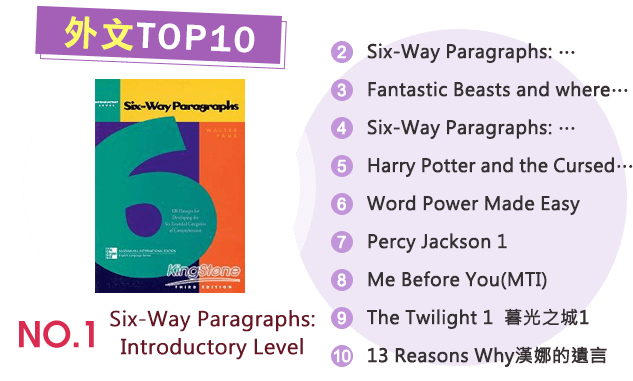 外文TOP10
Six-Way Paragraphs
WALTER PAUK
100 Passages for
Developing the
Six Essential Categories
of Comprehension
KingStone
THIRD EDITION
NO.1
Six-Way Paragraphs:
Introductory Level
2 Six-Way Paragraphs: …
3 Fantastic Beasts and where…
4 Six-Way Paragraphs: …
5 Harry Potter and the Cursed…
6 Word Power Made Easy
7 Percy Jackson 1
8 Me Before You(MTI)
9 The Twilight 1 暮光之城1
10 13 Reasons Why漢娜的遺言